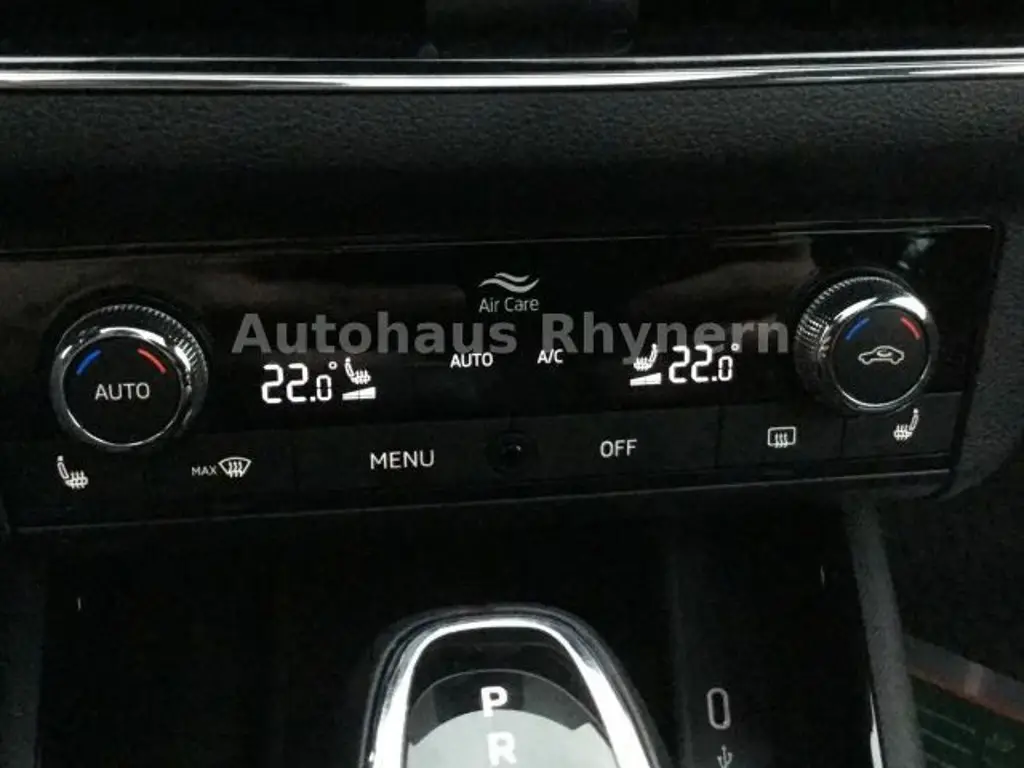 Air Care
Autohaus Rhynern
AUTO 22.0° AUTO A/C 22.0°
MAX MENU OFF
P
R